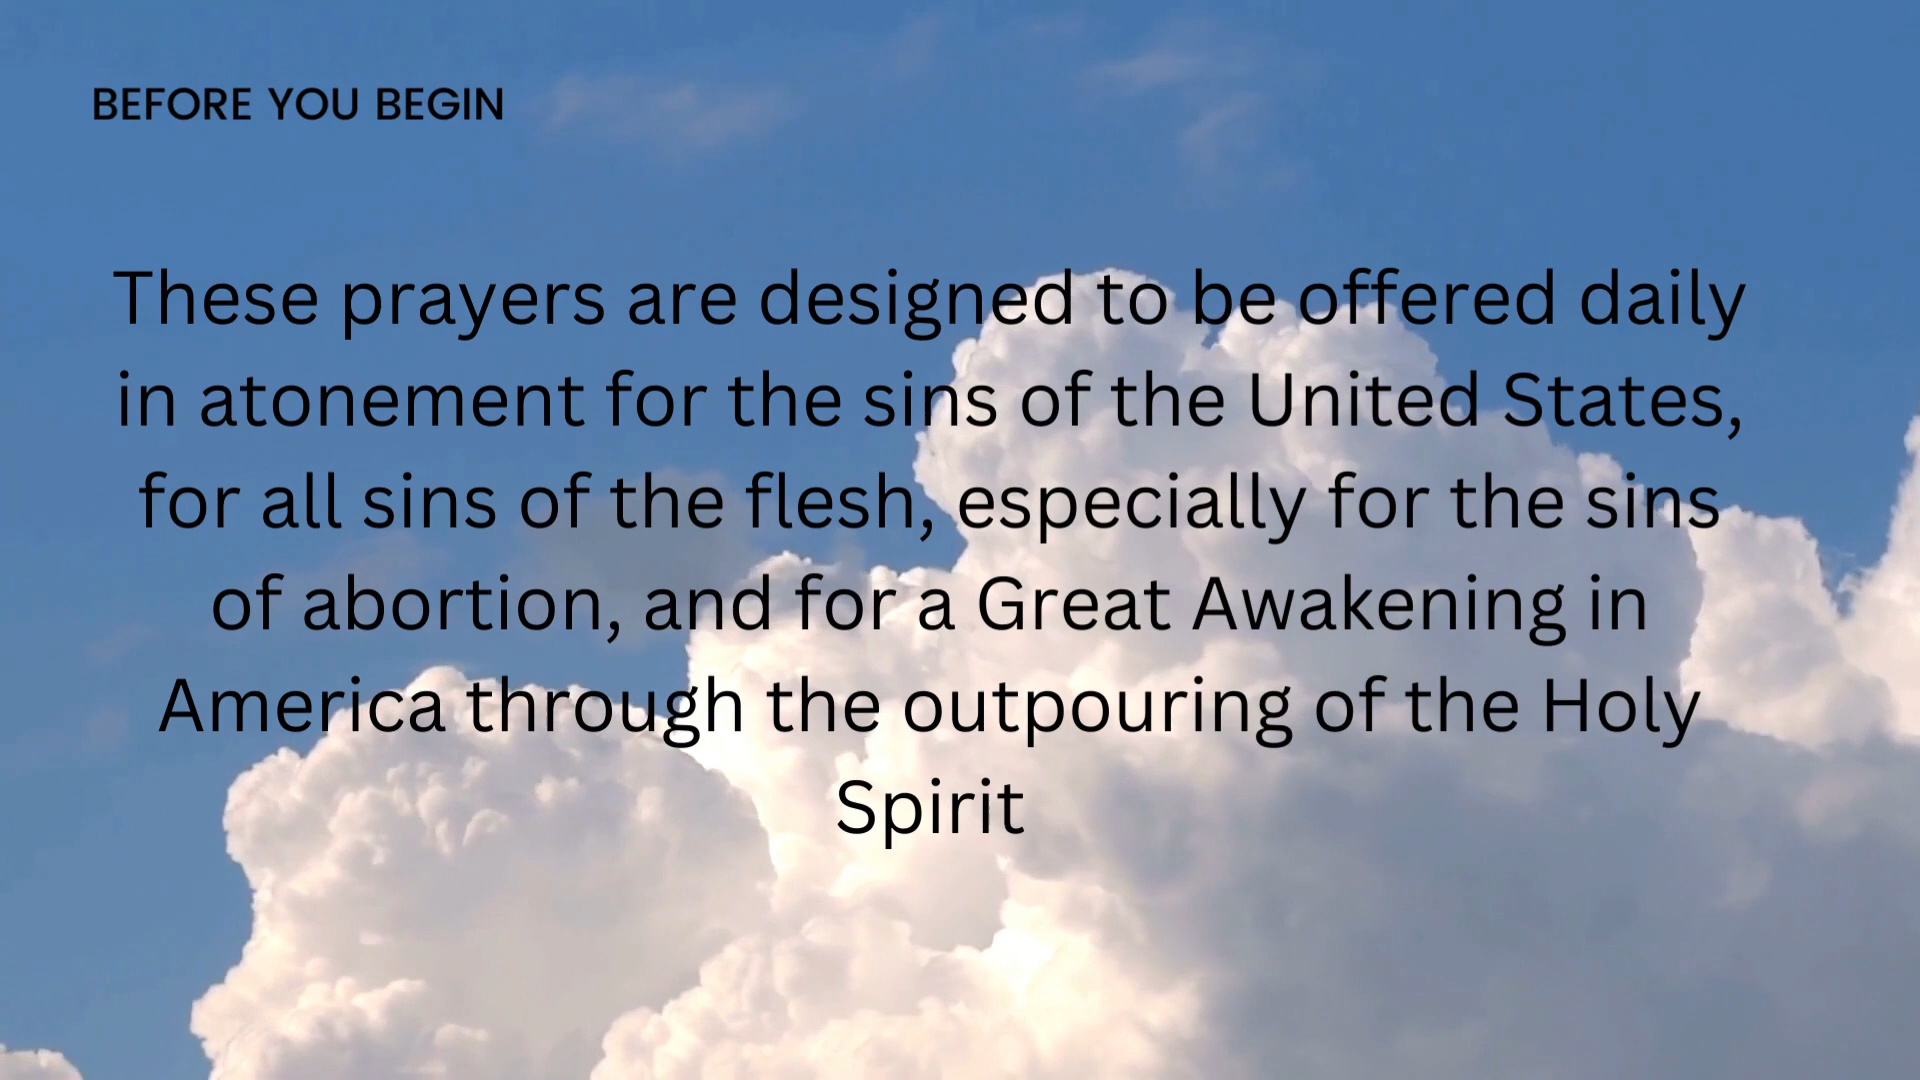 BEFORE YOU BEGIN
These prayers are designed to be offered daily
in atonement for the sins of the United States,
for all sins of the flesh, especially for the sins
of abortion, and for a Great Awakening in
America through the outpouring of the Holy
Spirit